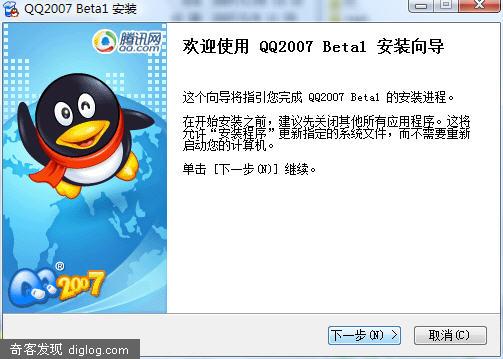 QQ2007 Beta1 安装
腾讯网
QQ.com
欢迎使用 QQ2007 Beta1 安装向导
这个向导将指引您完成 QQ2007 Beta1 的安装进程。
在开始安装之前，建议先关闭其他所有应用程序。这将
允许“安装程序”更新指定的系统文件，而不需要重新
启动您的计算机。
单击 [下一步(N)] 继续。
QQ®2007
下一步(N) >
取消(C)
奇客发现 diglog.com